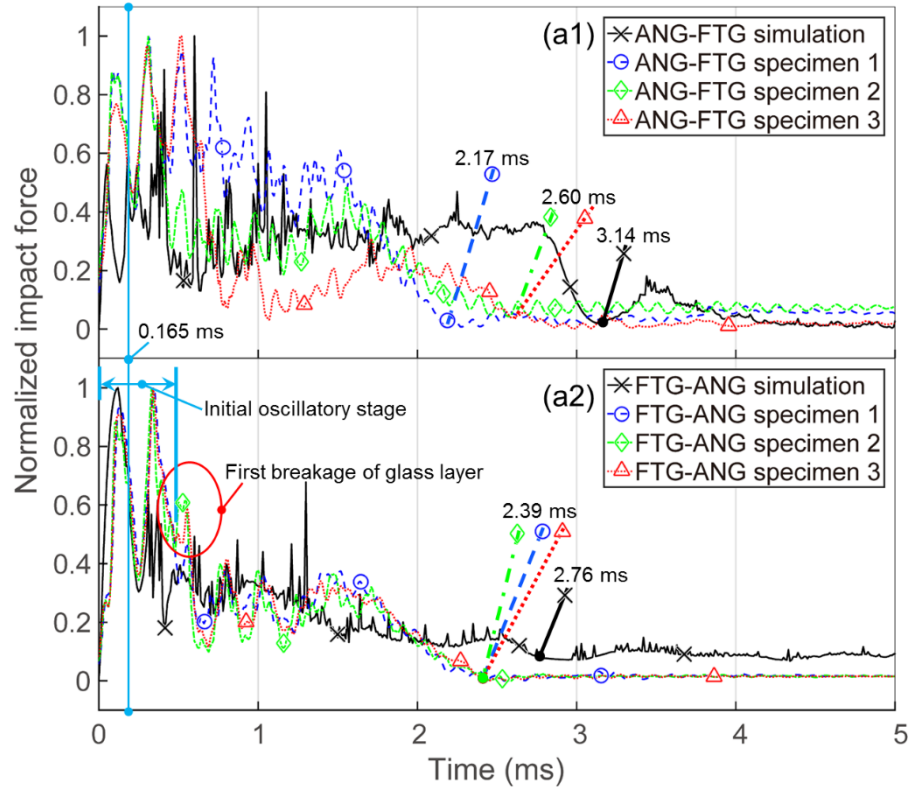 (a1)
ANG-FTG simulation
ANG-FTG specimen 1
ANG-FTG specimen 2
ANG-FTG specimen 3
1
0.8
0.6
0.4
0.2
0
2.17 ms
2.60 ms
3.14 ms
0.165 ms
Normalized impact force
(a2)
FTG-ANG simulation
FTG-ANG specimen 1
FTG-ANG specimen 2
FTG-ANG specimen 3
Initial oscillatory stage
First breakage of glass layer
1
0.8
0.6
0.4
0.2
0
2.39 ms
2.76 ms
0
1
2
3
4
5
Time (ms)